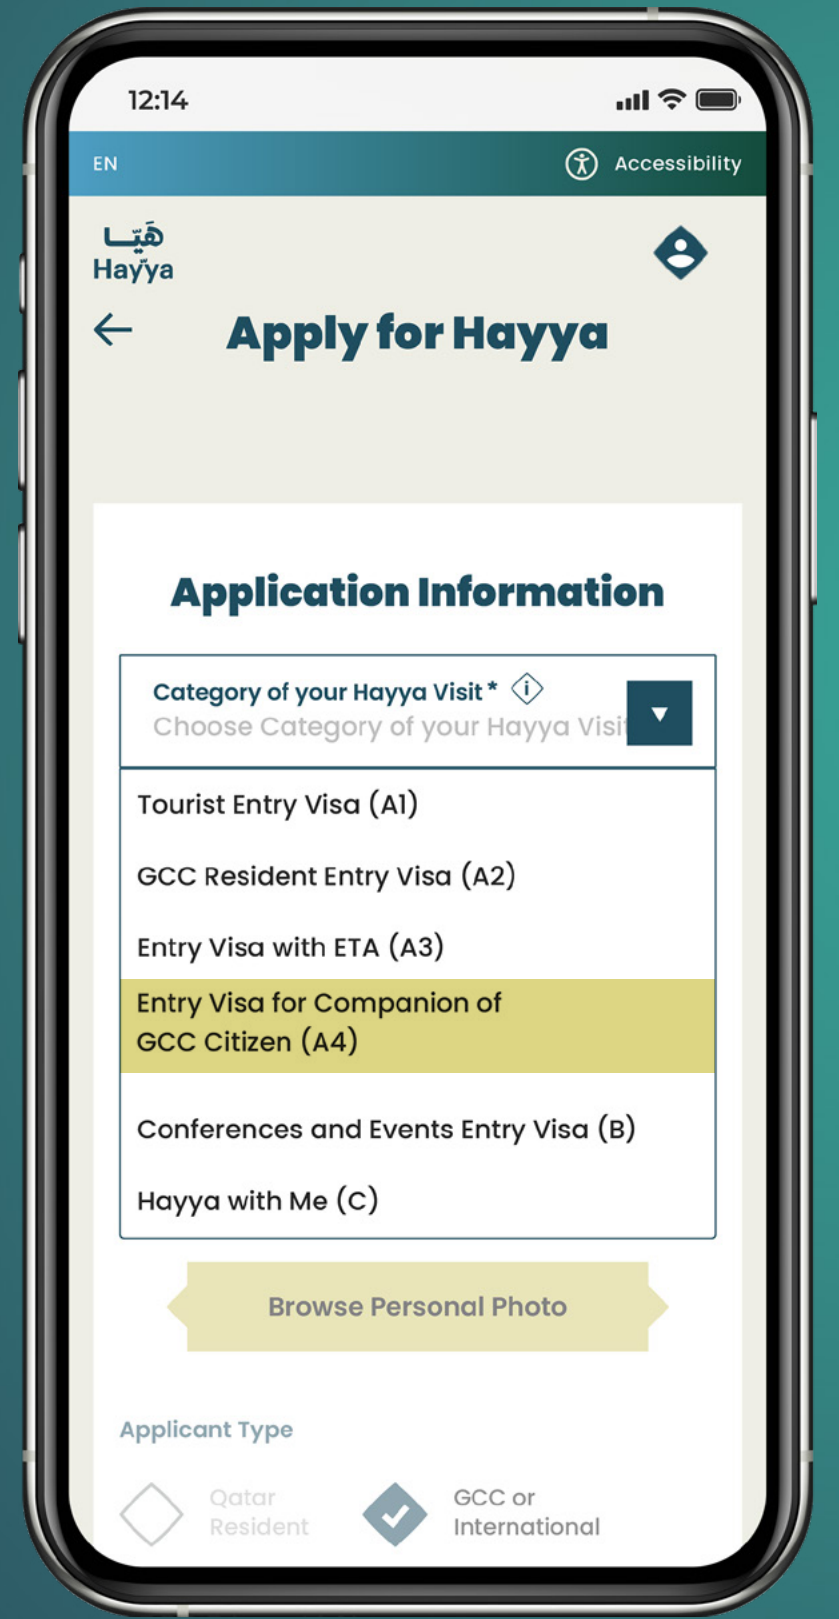 12:14
EN
Accessibility
هَيّا
Hayya
Apply for Hayya
Application Information
Category of your Hayya Visit *
Choose Category of your Hayya Visit
Tourist Entry Visa (A1)
GCC Resident Entry Visa (A2)
Entry Visa with ETA (A3)
Entry Visa for Companion of
GCC Citizen (A4)
Conferences and Events Entry Visa (B)
Hayya with Me (C)
Browse Personal Photo
Applicant Type
Qatar
Resident
GCC or
International